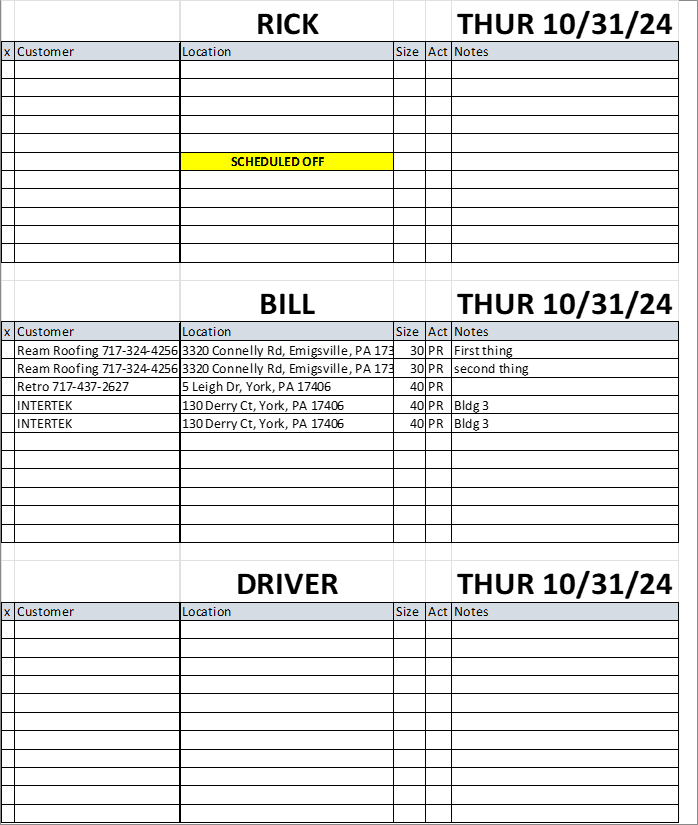 RICK THUR 10/31/24
x Customer Location Size Act Notes
SCHEDULED OFF
BILL THUR 10/31/24
x Customer Location Size Act Notes
Ream Roofing 717-324-4256 3320 Connelly Rd, Emigsville, PA 173 30 PR First thing
Ream Roofing 717-324-4256 3320 Connelly Rd, Emigsville, PA 173 30 PR second thing
Retro 717-437-2627 5 Leigh Dr, York, PA 17406 40 PR
INTERTEK 130 Derry Ct, York, PA 17406 40 PR Bldg 3
INTERTEK 130 Derry Ct, York, PA 17406 40 PR Bldg 3
DRIVER THUR 10/31/24
x Customer Location Size Act Notes